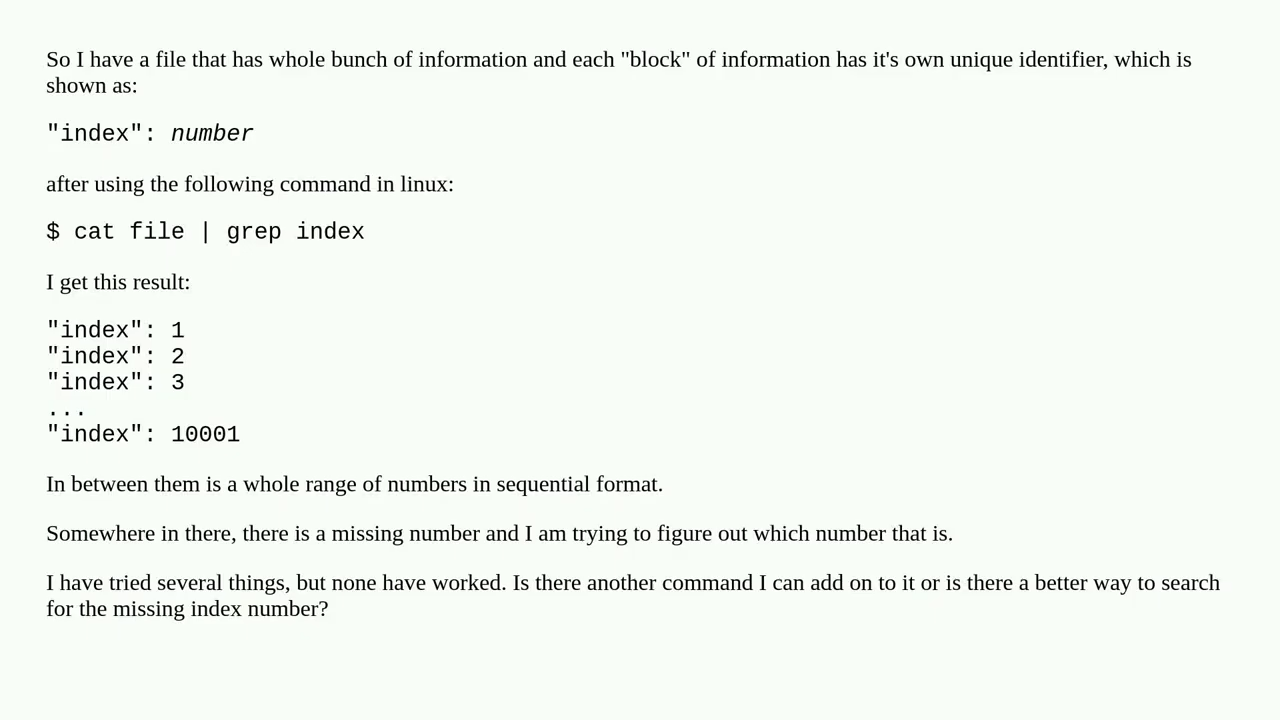 So I have a file that has whole bunch of information and each "block" of information has it's own unique identifier, which is
shown as:
"index": number
after using the following command in linux:
$ cat file | grep index
I get this result:
"index": 1
"index": 2
"index": 3
...
"index": 10001
In between them is a whole range of numbers in sequential format.
Somewhere in there, there is a missing number and I am trying to figure out which number that is.
I have tried several things, but none have worked. Is there another command I can add on to it or is there a better way to search
for the missing index number?